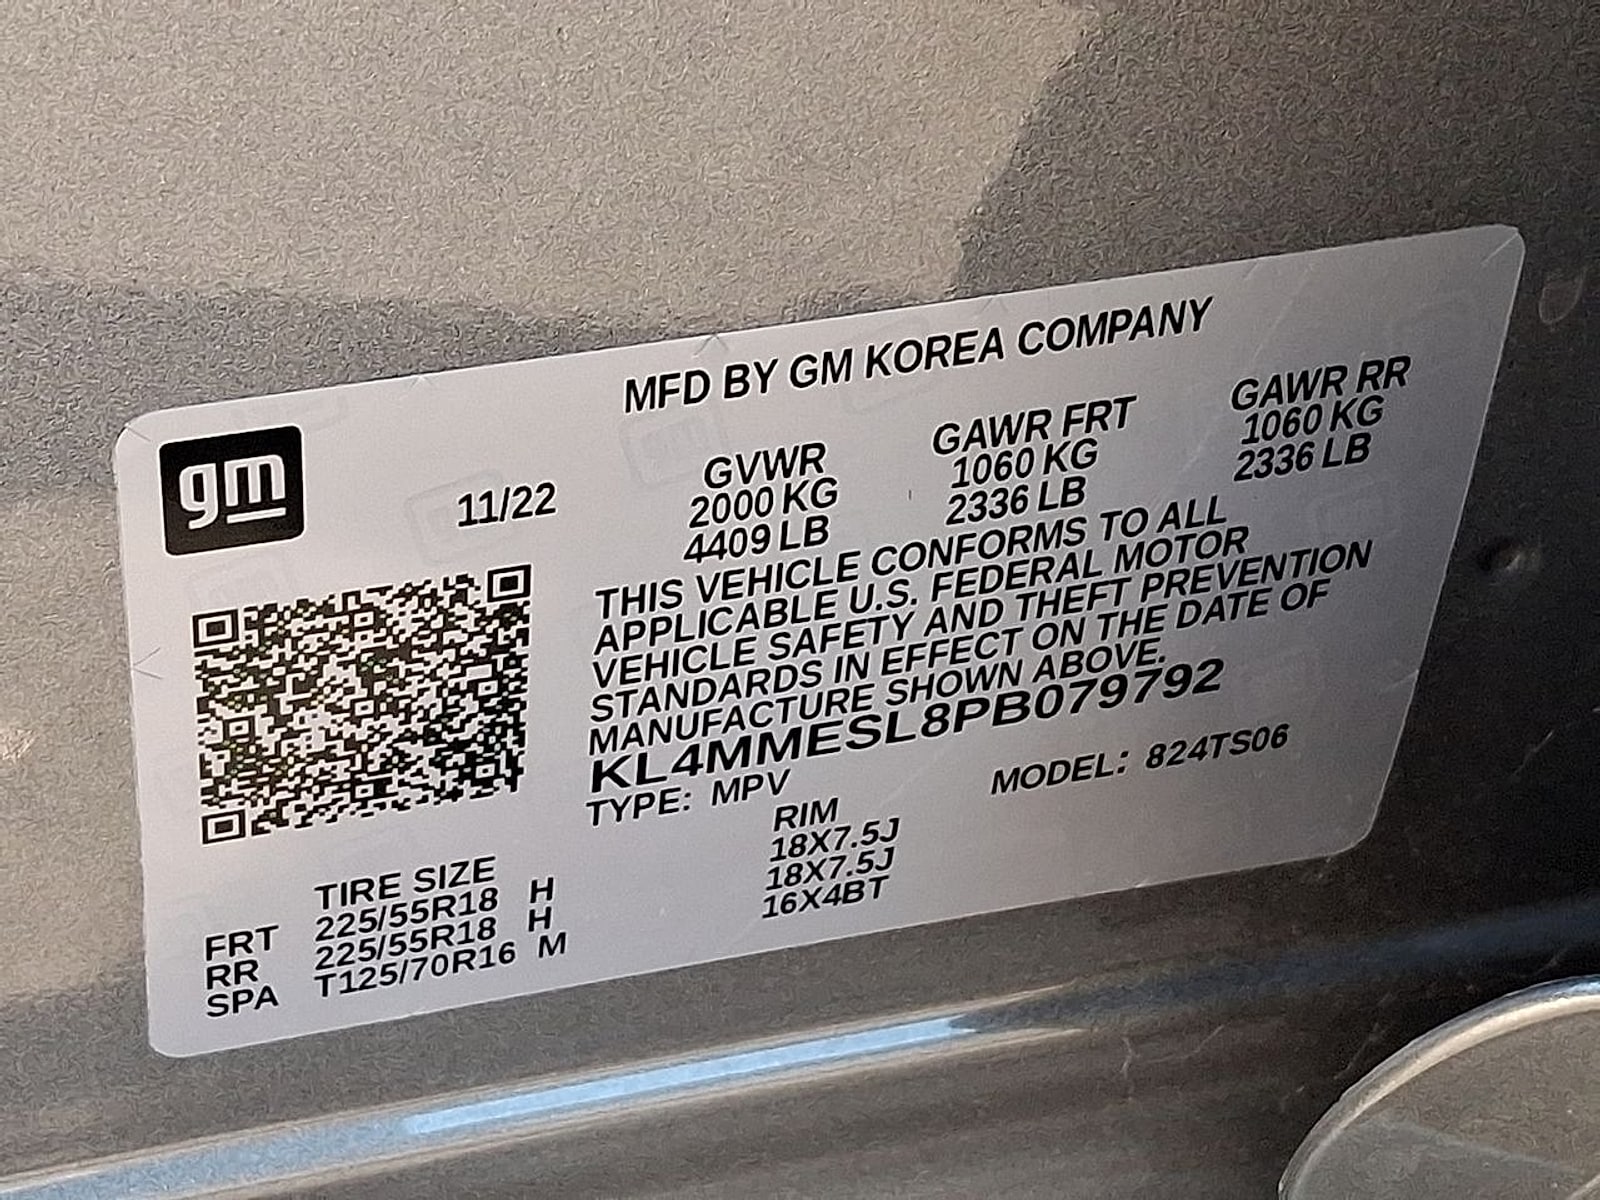 MFD BY GM KOREA COMPANY
gm
11/22
GVWR GAWR FRT GAWR RR
2000 KG 1060 KG 1060 KG
4409 LB 2336 LB 2336 LB
THIS VEHICLE CONFORMS TO ALL
APPLICABLE U.S. FEDERAL MOTOR
VEHICLE SAFETY AND THEFT PREVENTION
STANDARDS IN EFFECT ON THE DATE OF
MANUFACTURE SHOWN ABOVE.
KL4MMESL8PB079792
TYPE: MPV MODEL: 824TS06
TIRE SIZE RIM
FRT 225/55R18 H 18X7.5J
RR 225/55R18 H 18X7.5J
SPA T125/70R16 M 16X4BT